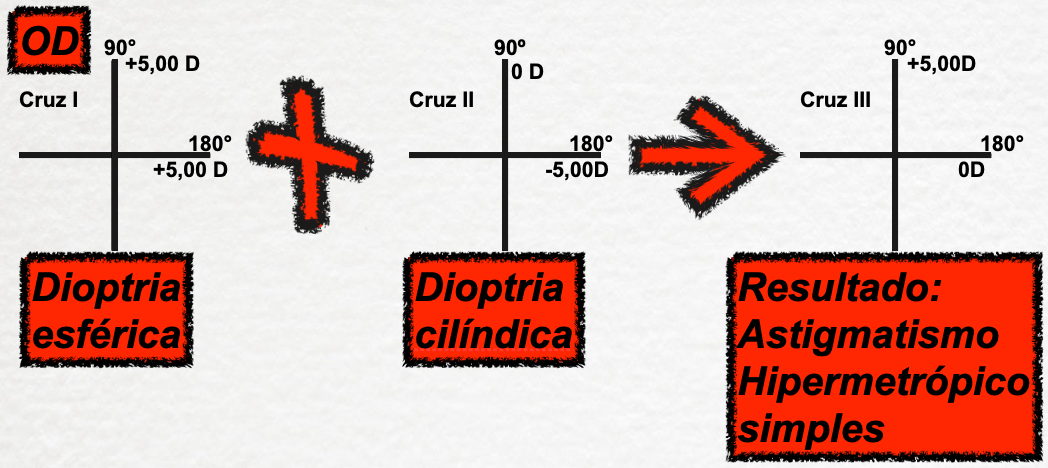 OD
90°
+5,00 D
Cruz I
180°
+5,00 D
Dioptria
esférica
90º
0 D
Cruz II
180°
-5,00D
Dioptria
cilíndica
90°
+5,00D
Cruz III
180°
0D
Resultado:
Astigmatismo
Hipermetrópico
simples